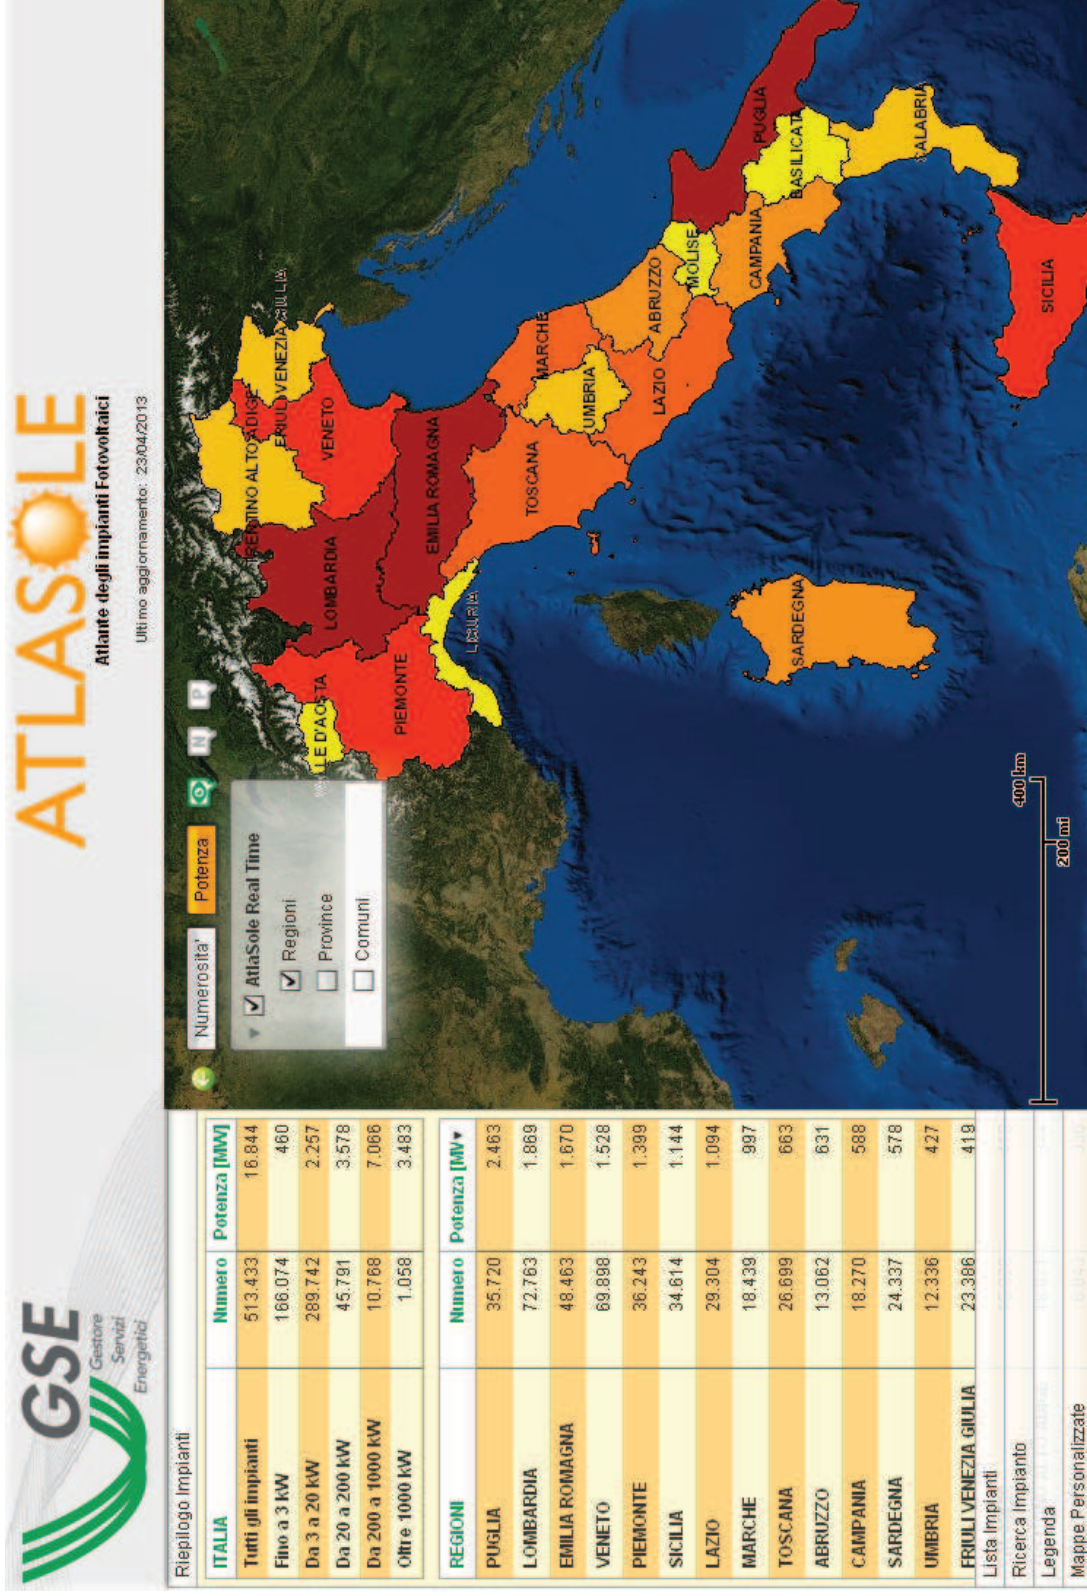 GSE
Gestore
Servizi
Energetici
ATLASOLE
Atlante degli impianti Fotovoltaici
Ultimo aggiornamento: 23/04/2013
Riepilogo Impianti
ITALIA Numero Potenza [MW]
Tutti gli impianti 513.433 16.844
Fino a 3 kW 166.074 460
Da 3 a 20 kW 289.742 2.257
Da 20 a 200 kW 45.791 3.578
Da 200 a 1000 kW 10.768 7.066
Oltre 1000 kW 1.058 3.483
REGIONI Numero Potenza [MV▾
PUGLIA 35.720 2.463
LOMBARDIA 72.763 1.869
EMILIA ROMAGNA 48.463 1.670
VENETO 69.898 1.528
PIEMONTE 36.243 1.399
SICILIA 34.614 1.144
LAZIO 29.304 1.094
MARCHE 18.439 997
TOSCANA 26.699 663
ABRUZZO 13.062 631
CAMPANIA 18.270 588
SARDEGNA 24.337 578
UMBRIA 12.336 427
FRIULI VENEZIA GIULIA 23.386 419
Lista Impianti
Ricerca Impianto
Legenda
Mappe Personalizzate
Numerosita' Potenza N P
AtlaSole Real Time
Regioni
Province
Comuni
TRENTINO ALTO ADIGE
FRIULI VENEZIA GIULIA
VALLE D'AOSTA
LOMBARDIA
VENETO
PIEMONTE
EMILIA ROMAGNA
LIGURIA
TOSCANA
MARCHE
UMBRIA
LAZIO
ABRUZZO
MOLISE
CAMPANIA
PUGLIA
BASILICATA
SARDEGNA
CALABRIA
SICILIA
400 km
200 mi